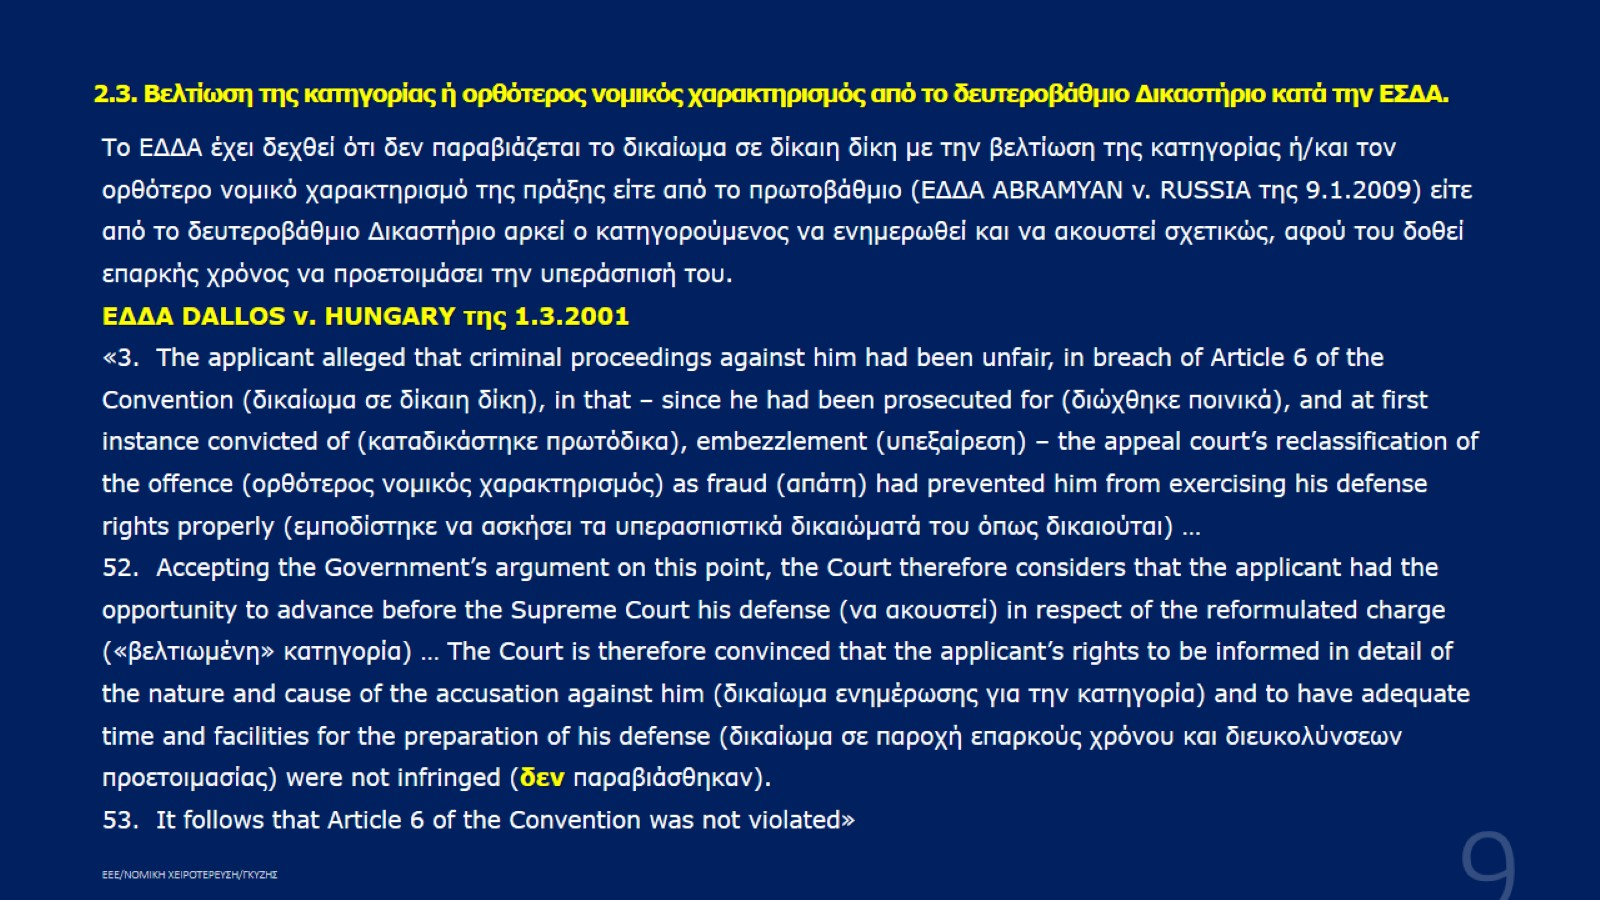 2.3. Βελτίωση της κατηγορίας ή ορθότερος νομικός χαρακτηρισμός από το δευτεροβάθμιο Δικαστήριο κατά την ΕΣΔΑ.
Το ΕΔΔΑ έχει δεχθεί ότι δεν παραβιάζεται το δικαίωμα σε δίκαιη δίκη με την βελτίωση της κατηγορίας ή/και τον
ορθότερο νομικό χαρακτηρισμό της πράξης είτε από το πρωτοβάθμιο (ΕΔΔΑ ABRAMYAN v. RUSSIA της 9.1.2009) είτε
από το δευτεροβάθμιο Δικαστήριο αρκεί ο κατηγορούμενος να ενημερωθεί και να ακουστεί σχετικώς, αφού του δοθεί
επαρκής χρόνος να προετοιμάσει την υπεράσπισή του.
ΕΔΔΑ DALLOS v. HUNGARY της 1.3.2001
«3. The applicant alleged that criminal proceedings against him had been unfair, in breach of Article 6 of the
Convention (δικαίωμα σε δίκαιη δίκη), in that – since he had been prosecuted for (διώχθηκε ποινικά), and at first
instance convicted of (καταδικάστηκε πρωτόδικα), embezzlement (υπεξαίρεση) – the appeal court’s reclassification of
the offence (ορθότερος νομικός χαρακτηρισμός) as fraud (απάτη) had prevented him from exercising his defense
rights properly (εμποδίστηκε να ασκήσει τα υπερασπιστικά δικαιώματά του όπως δικαιούται) …
52. Accepting the Government’s argument on this point, the Court therefore considers that the applicant had the
opportunity to advance before the Supreme Court his defense (να ακουστεί) in respect of the reformulated charge
(«βελτιωμένη» κατηγορία) … The Court is therefore convinced that the applicant’s rights to be informed in detail of
the nature and cause of the accusation against him (δικαίωμα ενημέρωσης για την κατηγορία) and to have adequate
time and facilities for the preparation of his defense (δικαίωμα σε παροχή επαρκούς χρόνου και διευκολύνσεων
προετοιμασίας) were not infringed (δεν παραβιάσθηκαν).
53. It follows that Article 6 of the Convention was not violated»
ΕΕΕ/ΝΟΜΙΚΗ ΧΕΙΡΟΤΕΡΕΥΣΗ/ΓΚΥΖΗΣ
9